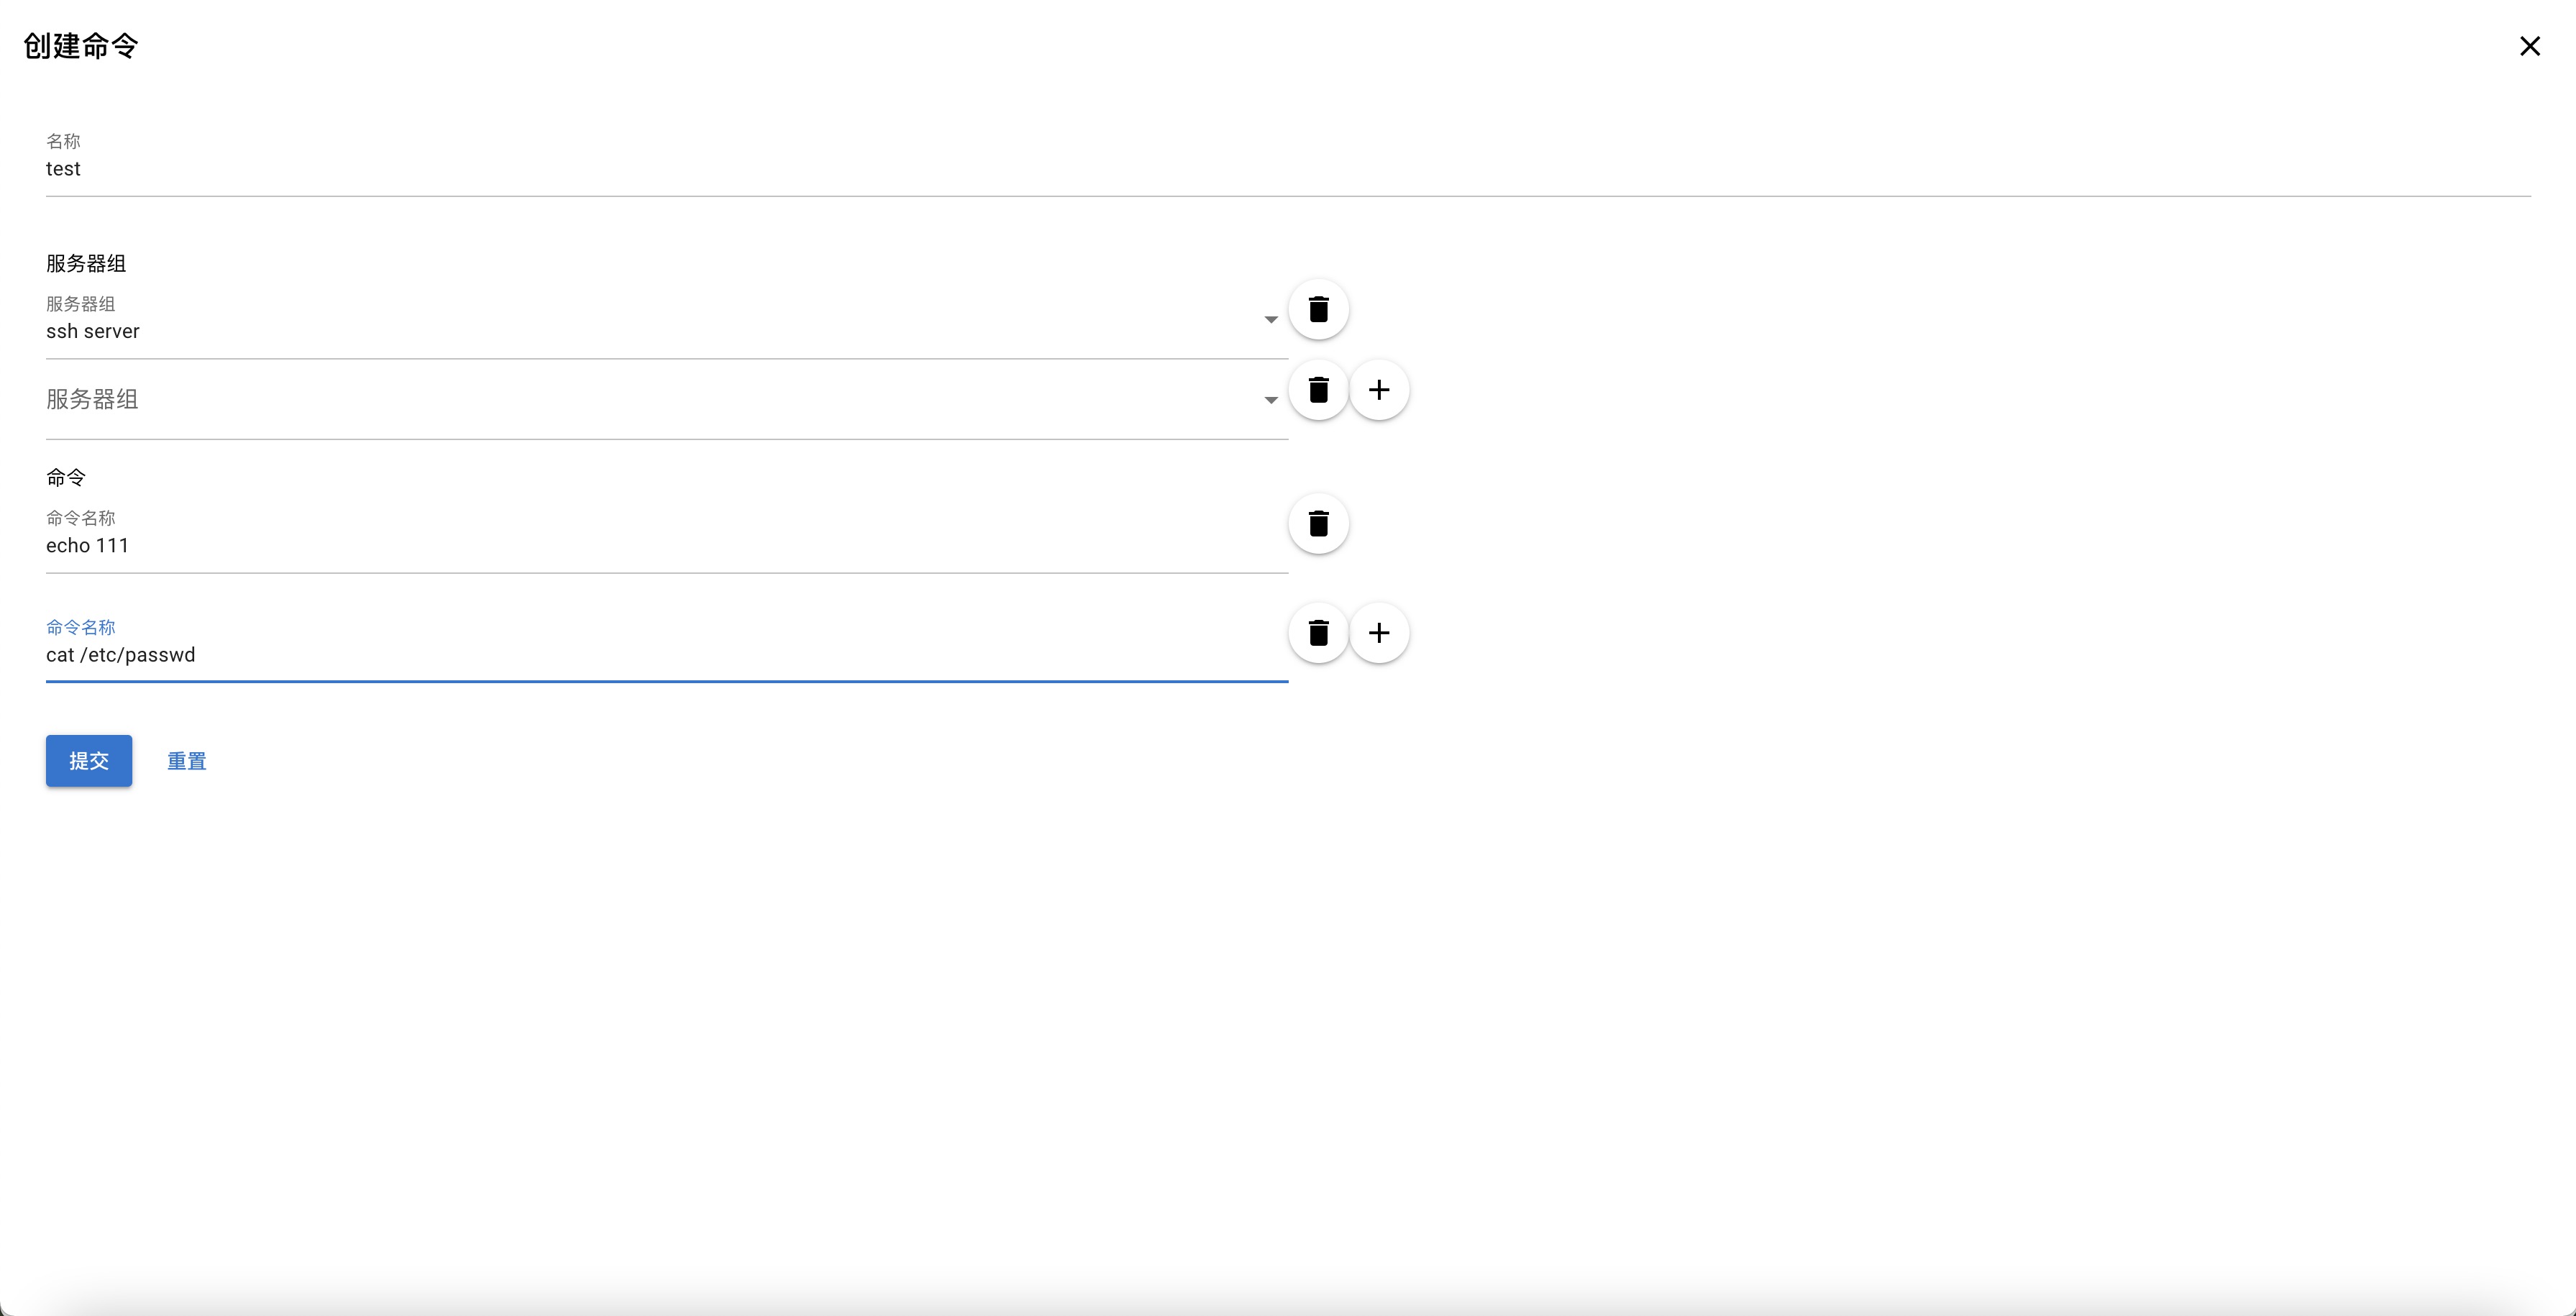 创建命令
名称
test
服务器组
服务器组
ssh server
服务器组
命令
命令名称
echo 111
命令名称
cat /etc/passwd
提交 重置